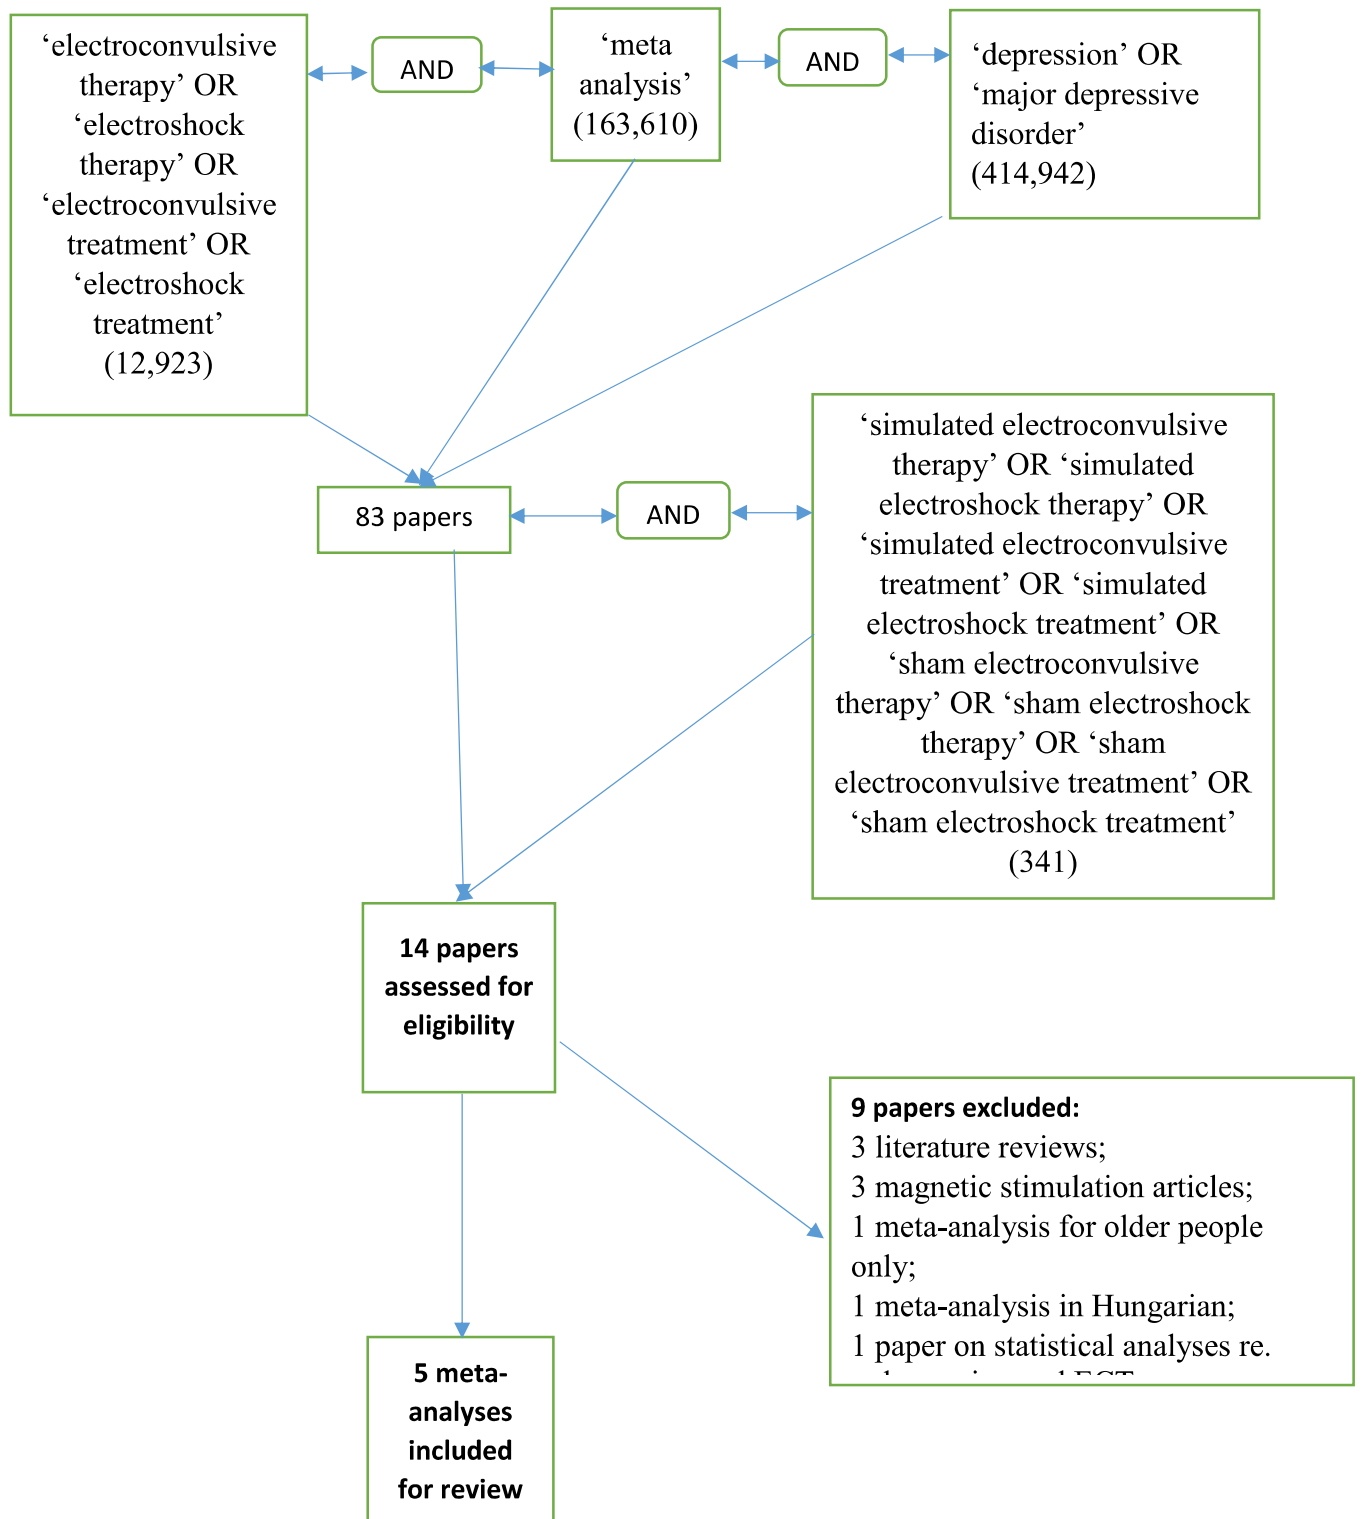 ‘electroconvulsive
therapy’ OR
‘electroshock
therapy’ OR
‘electroconvulsive
treatment’ OR
‘electroshock
treatment’
(12,923)
AND
‘meta
analysis’
(163,610)
AND
‘depression’ OR
‘major depressive
disorder’
(414,942)
83 papers
AND
‘simulated electroconvulsive
therapy’ OR ‘simulated
electroshock therapy’ OR
‘simulated electroconvulsive
treatment’ OR ‘simulated
electroshock treatment’ OR
‘sham electroconvulsive
therapy’ OR ‘sham electroshock
therapy’ OR ‘sham
electroconvulsive treatment’ OR
‘sham electroshock treatment’
(341)
14 papers
assessed for
eligibility
9 papers excluded:
3 literature reviews;
3 magnetic stimulation articles;
1 meta-analysis for older people
only;
1 meta-analysis in Hungarian;
1 paper on statistical analyses re.
5 meta-
analyses
included
for review